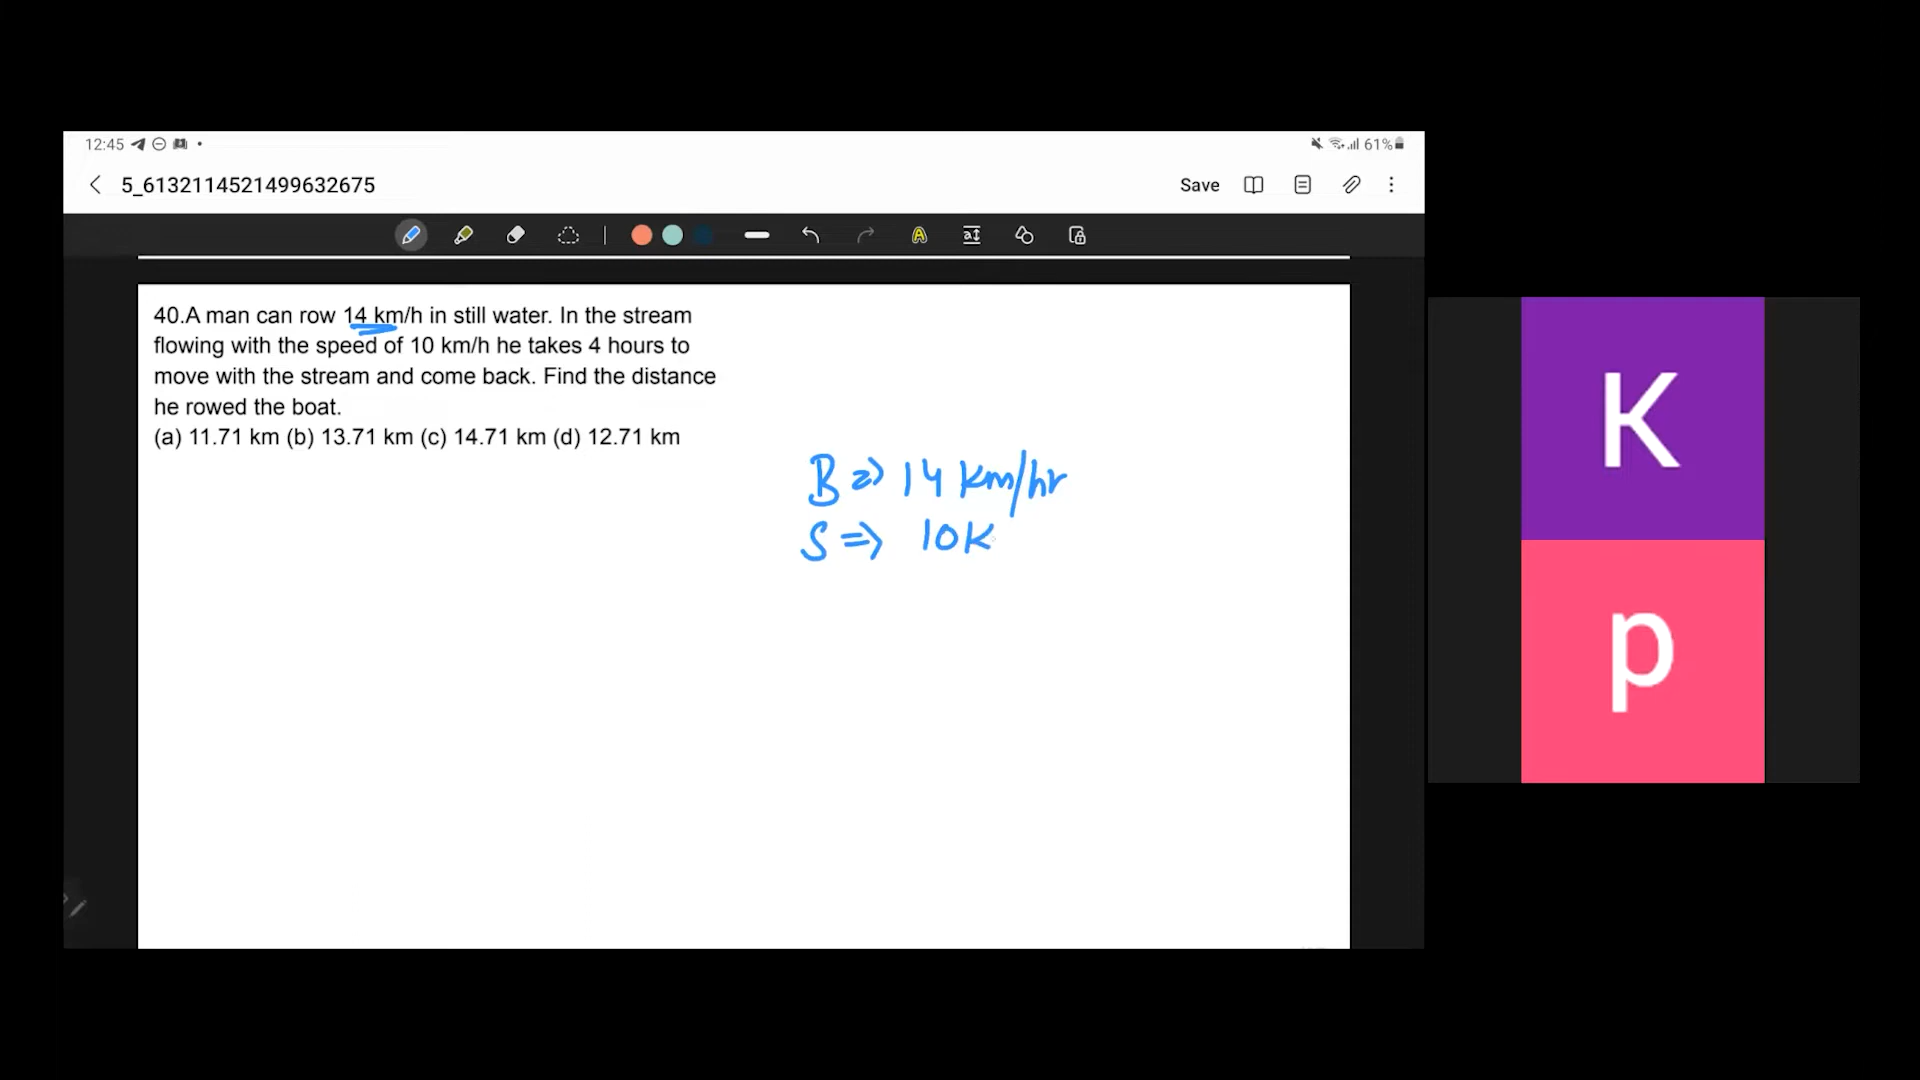 12:45
61%
5_6132114521499632675
Save
40.A man can row 14 km/h in still water. In the stream
flowing with the speed of 10 km/h he takes 4 hours to
move with the stream and come back. Find the distance
he rowed the boat.
(a) 11.71 km (b) 13.71 km (c) 14.71 km (d) 12.71 km
B => 14 km/hr
S => 10K
K
p